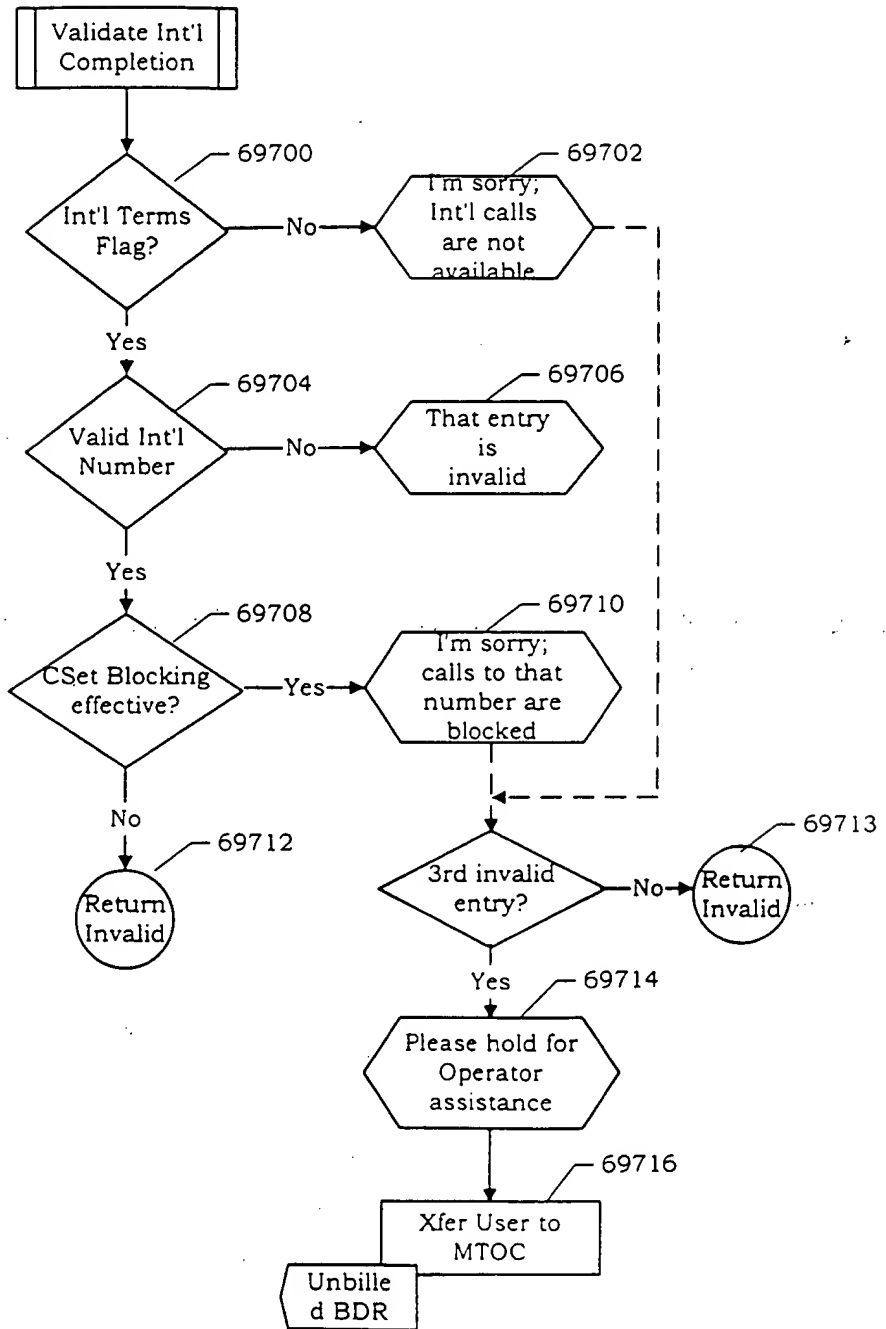 Validate Int'l
Completion
69700
69702
Int'l Terms
Flag?
No
I'm sorry;
Int'l calls
are not
available
Yes
69704
69706
Valid Int'l
Number
No
That entry
is
invalid
Yes
69708
69710
CSet Blocking
effective?
Yes
I'm sorry;
calls to that
number are
blocked
No
69712
69713
Return
Invalid
3rd invalid
entry?
No
Return
Invalid
Yes
69714
Please hold for
Operator
assistance
69716
Xfer User to
MTOC
Unbille
d BDR